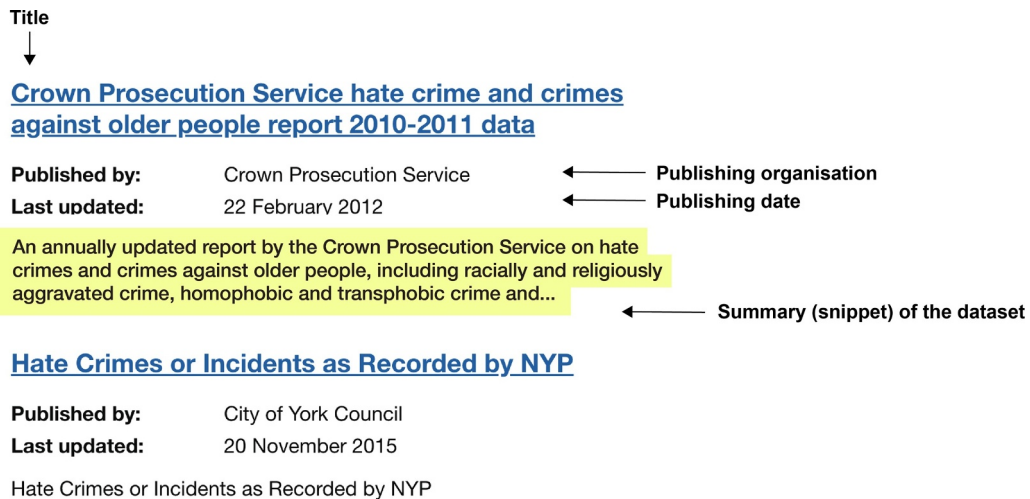 Title
Crown Prosecution Service hate crime and crimes
against older people report 2010-2011 data
Published by: Crown Prosecution Service Publishing organisation
Last updated: 22 February 2012 Publishing date
An annually updated report by the Crown Prosecution Service on hate
crimes and crimes against older people, including racially and religiously
aggravated crime, homophobic and transphobic crime and...
Summary (snippet) of the dataset
Hate Crimes or Incidents as Recorded by NYP
Published by: City of York Council
Last updated: 20 November 2015
Hate Crimes or Incidents as Recorded by NYP